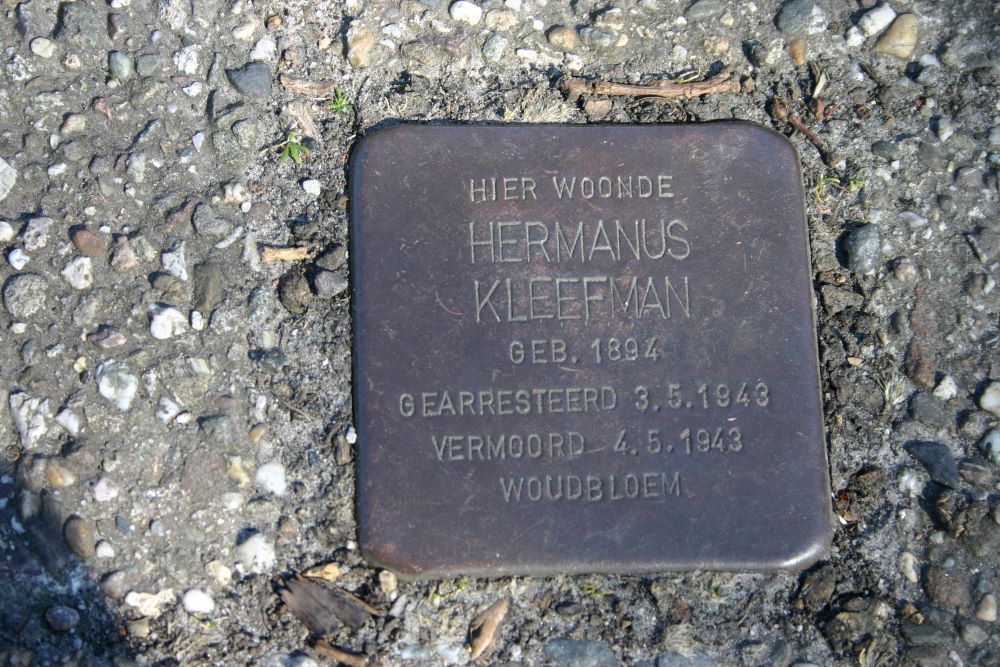 HIER WOONDE
HERMANUS
KLEEFMAN
GEB. 1894
GEARRESTEERD 3.5.1943
VERMOORD 4.5.1943
WOUDBLOEM